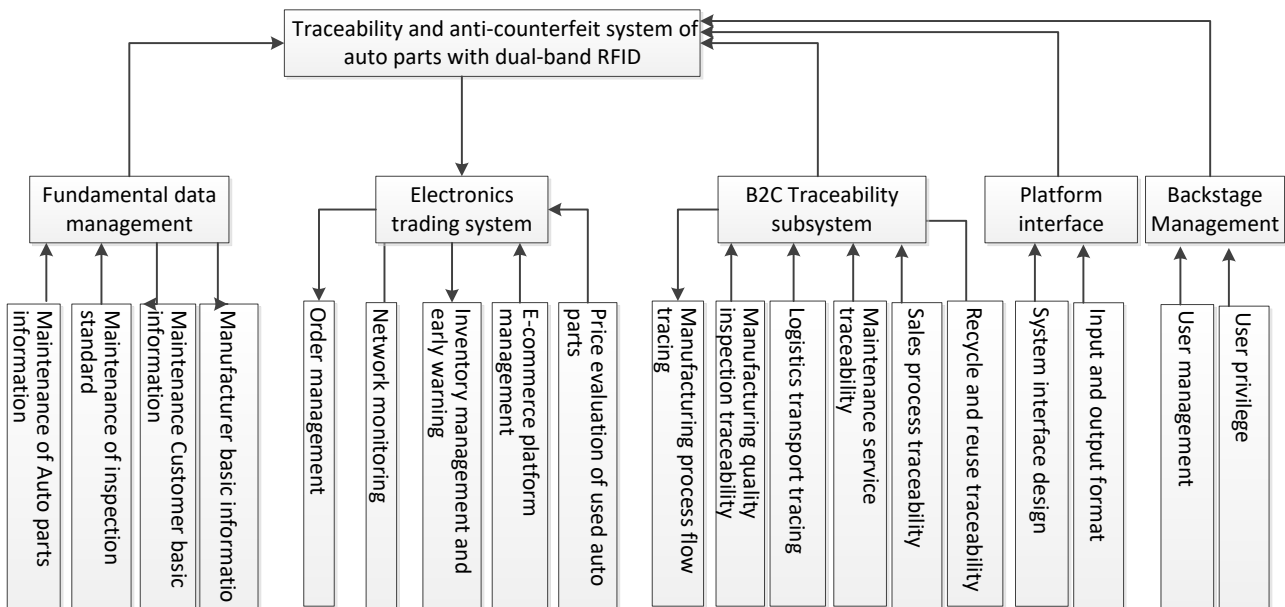 Traceability and anti-counterfeit system of
auto parts with dual-band RFID
Fundamental data
management
Electronics
trading system
B2C Traceability
subsystem
Platform
interface
Backstage
Management
Maintenance of Auto parts
information
Maintenance of inspection
standard
Maintenance Customer basic
information
Manufacturer basic informatio
Order management
Network monitoring
Inventory management and
early warning
E-commerce platform
management
Price evaluation of used auto
parts
Manufacturing process flow
tracing
Manufacturing quality
inspection traceability
Logistics transport tracing
Maintenance service
traceability
Sales process traceability
Recycle and reuse traceability
System interface design
Input and output format
User management
User privilege